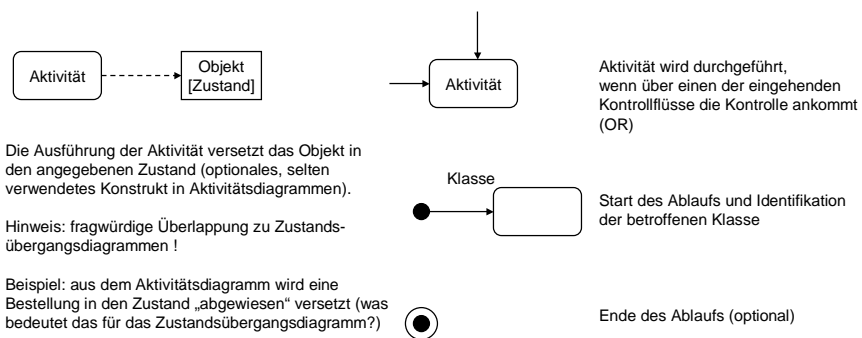 Aktivität
Objekt
[Zustand]
Die Ausführung der Aktivität versetzt das Objekt in
den angegebenen Zustand (optionales, selten
verwendetes Konstrukt in Aktivitätsdiagrammen).
Hinweis: fragwürdige Überlappung zu Zustands-
übergangsdiagrammen !
Beispiel: aus dem Aktivitätsdiagramm wird eine
Bestellung in den Zustand „abgewiesen“ versetzt (was
bedeutet das für das Zustandsübergangsdiagramm?)
Aktivität
Aktivität wird durchgeführt,
wenn über einen der eingehenden
Kontrollflüsse die Kontrolle ankommt
(OR)
Klasse
Start des Ablaufs und Identifikation
der betroffenen Klasse
Ende des Ablaufs (optional)